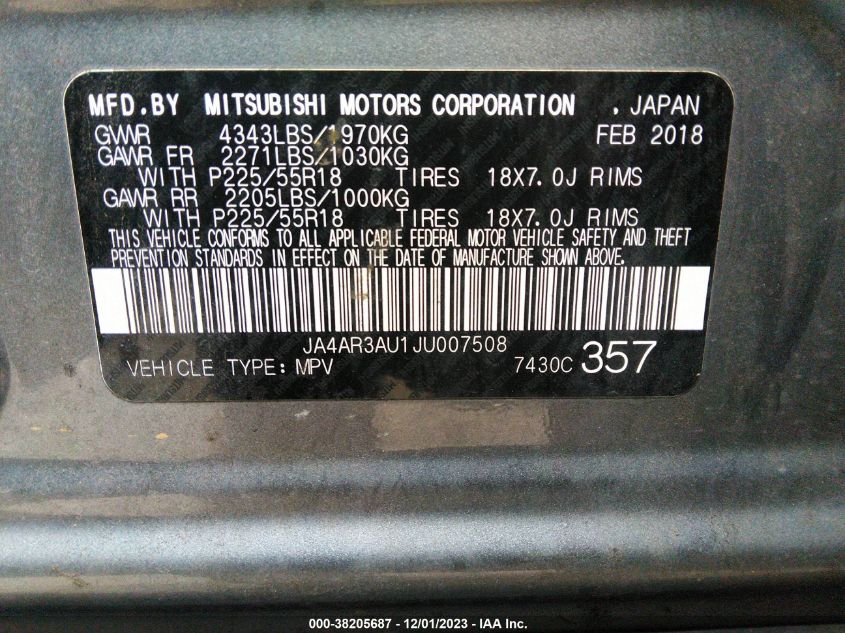 MFD.BY MITSUBISHI MOTORS CORPORATION . JAPAN
GVWR 4343LBS/1970KG FEB 2018
GAWR FR 2271LBS/1030KG
WITH P225/55R18 TIRES 18X7.0J RIMS
GAWR RR 2205LBS/1000KG
WITH P225/55R18 TIRES 18X7.0J RIMS
THIS VEHICLE CONFORMS TO ALL APPLICABLE FEDERAL MOTOR VEHICLE SAFETY AND THEFT
PREVENTION STANDARDS IN EFFECT ON THE DATE OF MANUFACTURE SHOWN ABOVE.
JA4AR3AU1JU007508
VEHICLE TYPE: MPV 7430C 357
000-38205687 - 12/01/2023 - IAA Inc.